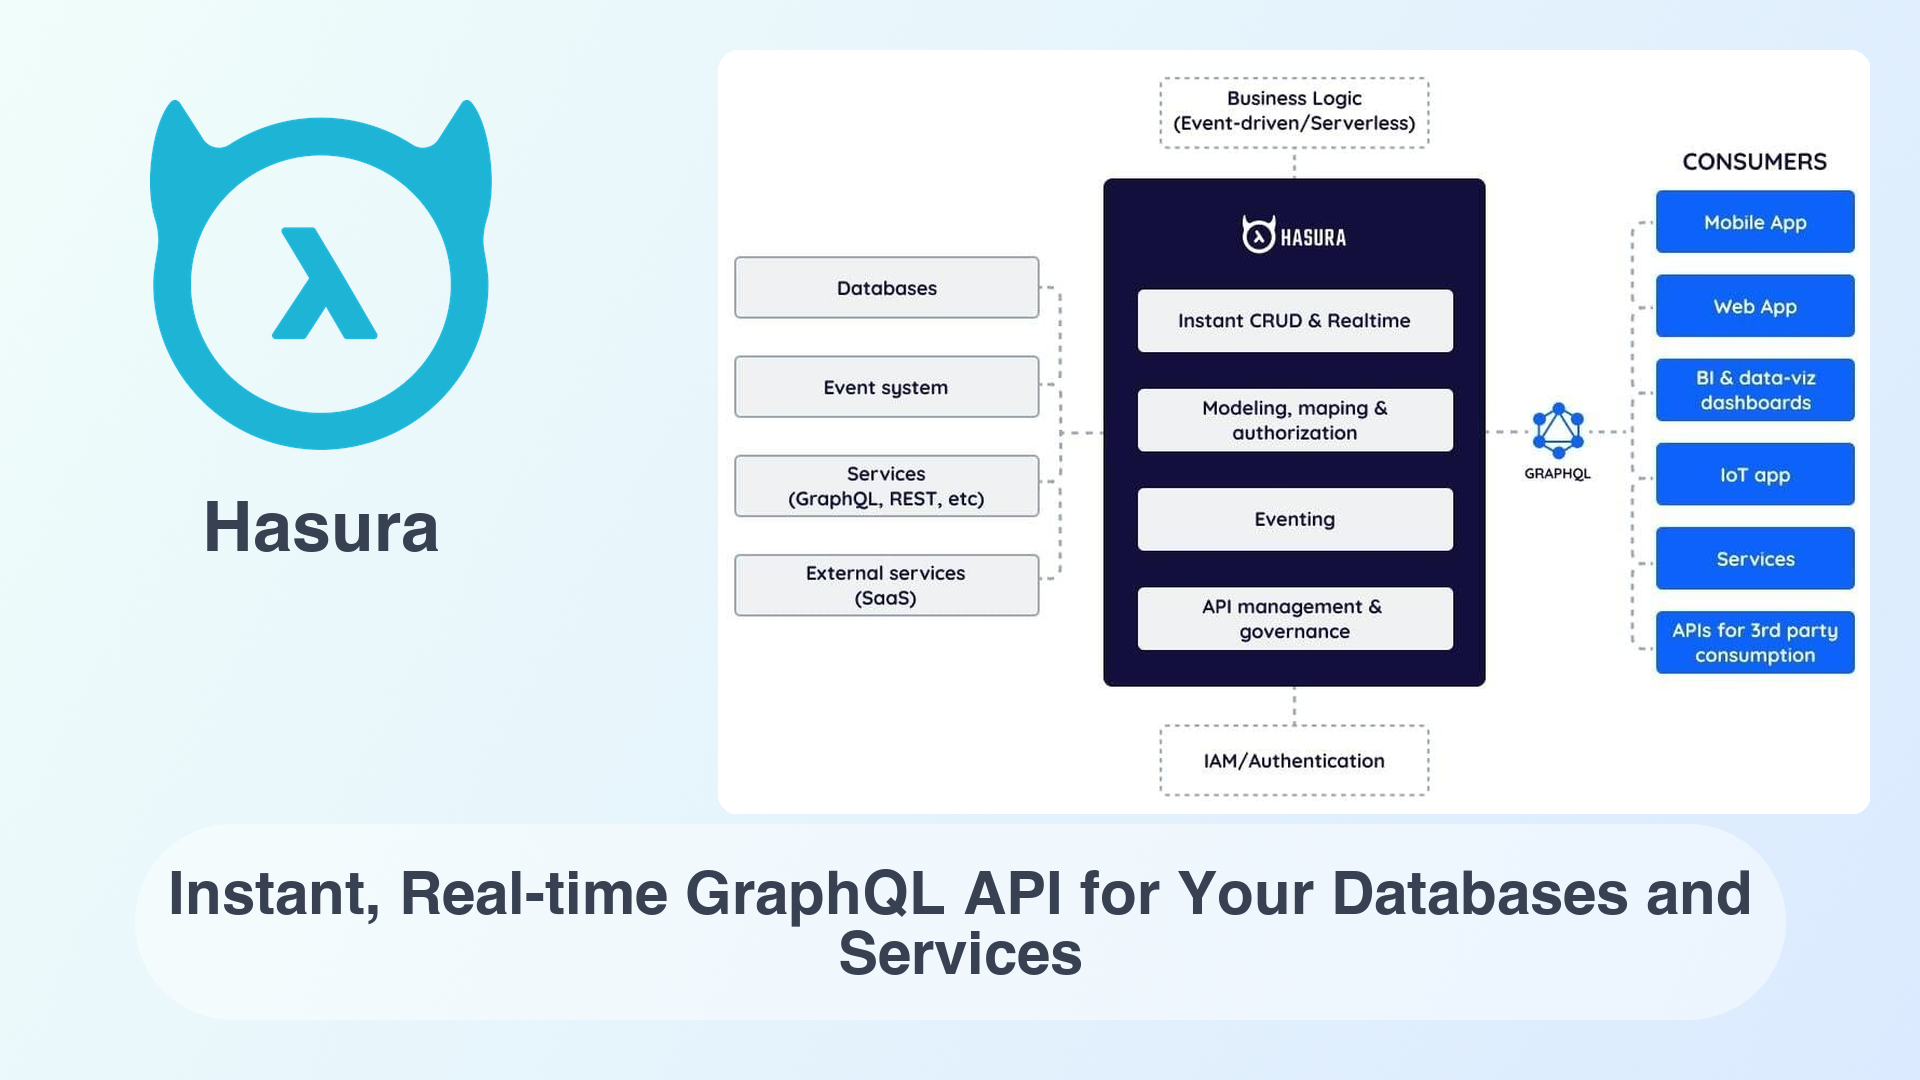 λ
Hasura
Business Logic
(Event-driven/Serverless)
Databases
Event system
Services
(GraphQL, REST, etc)
External services
(SaaS)
HASURA
Instant CRUD & Realtime
Modeling, maping &
authorization
Eventing
API management &
governance
IAM/Authentication
GRAPHQL
CONSUMERS
Mobile App
Web App
BI & data-viz
dashboards
IoT app
Services
APIs for 3rd party
consumption
Instant, Real-time GraphQL API for Your Databases and
Services